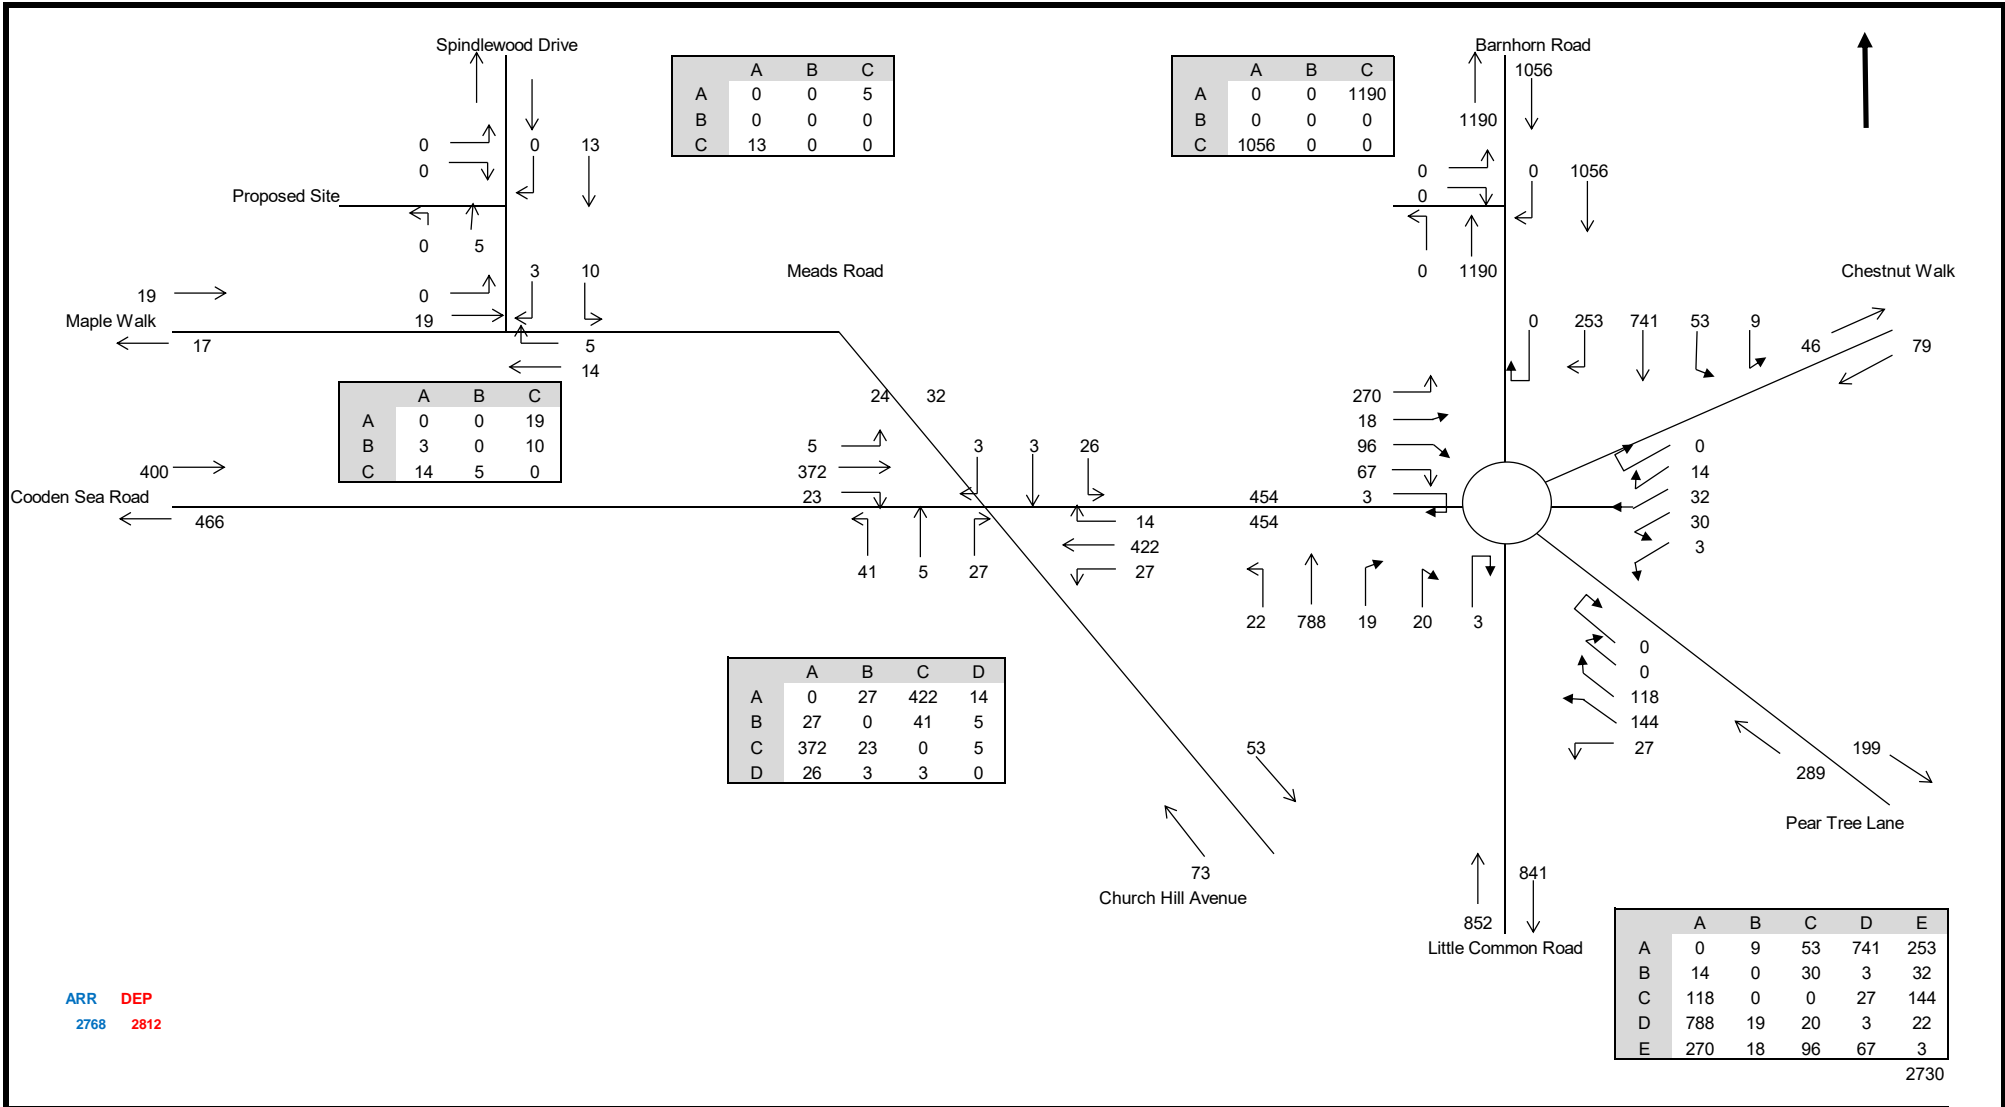 Spindlewood Drive
Barnhorn Road
A B C
A 0 0 5
B 0 0 0
C 13 0 0
A B C
A 0 0 1190
B 0 0 0
C 1056 0 0
1056
1190
0 0 13
0
Proposed Site
0 5
0 0 1056
0
0 1190
3 10
Meads Road
Chestnut Walk
19
0
Maple Walk
19
17
5
14
0 253 741 53 9
46 79
A B C
A 0 0 19
B 3 0 10
C 14 5 0
24 32
270
18
96
67
3
5
372
23
3 3 26
0
14
32
30
3
400
Cooden Sea Road
466
454
454
14
422
27
41 5 27
22 788 19 20 3
0
0
118
144
27
A B C D
A 0 27 422 14
B 27 0 41 5
C 372 23 0 5
D 26 3 3 0
53
199
289
Pear Tree Lane
73
Church Hill Avenue
841
852
Little Common Road
A B C D E
A 0 9 53 741 253
B 14 0 30 3 32
C 118 0 0 27 144
D 788 19 20 3 22
E 270 18 96 67 3
2730
ARR DEP
2768 2812